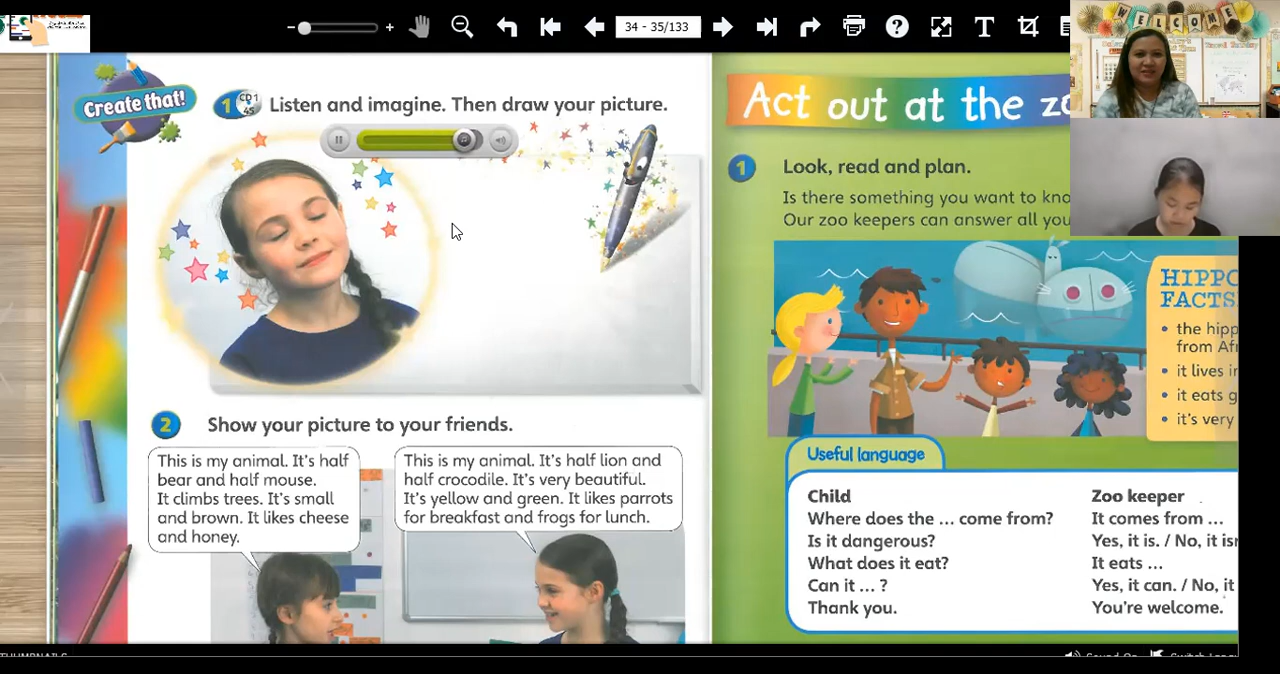 34 - 35/133
WELCOME
Create that!
1 CD1 Listen and imagine. Then draw your picture.
2 Show your picture to your friends.
This is my animal. It's half
bear and half mouse.
It climbs trees. It's small
and brown. It likes cheese
and honey.
This is my animal. It's half lion and
half crocodile. It's very beautiful.
It's yellow and green. It likes parrots
for breakfast and frogs for lunch.
Act out at the
1 Look, read and plan.
Is there something you want to
Our zoo keepers can answer all
HIPPO
FACTS
• the
from
• it lives
• it eats
• it's very
Useful language
Child
Where does the ... come from?
Is it dangerous?
What does it eat?
Can it ... ?
Thank you.
Zoo keeper
It comes from ...
Yes, it is. / No, it
It eats ...
Yes, it can. / No, it
You're welcome.
Sound On